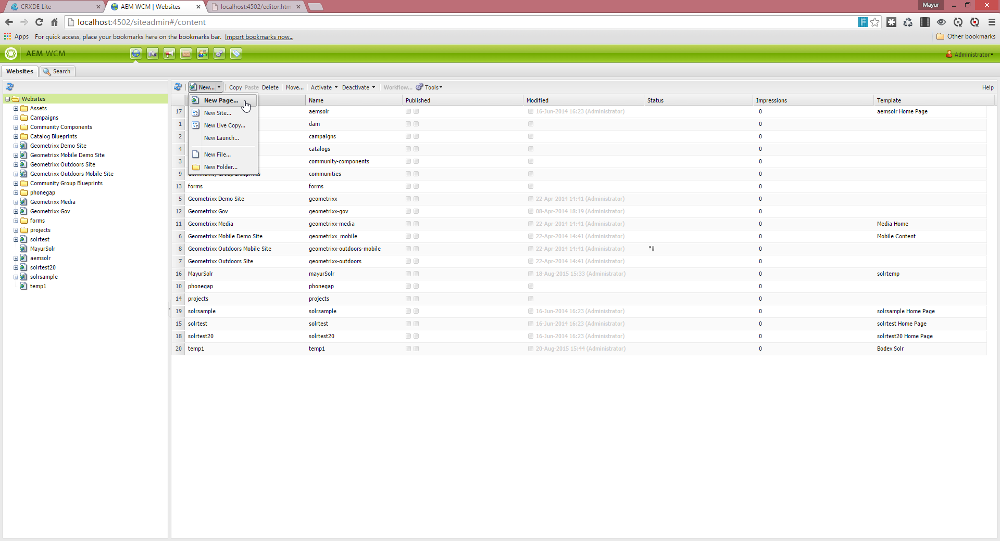 CRXDE Lite
AEM WCM | Websites
localhost:4502/editor.htm
Mayur
localhost:4502/siteadmin#/content
Apps For quick access, place your bookmarks here on the bookmarks bar. Import bookmarks now...
Other bookmarks
AEM WCM
Administrator
Websites
Search
New... Copy Paste Delete Move... Activate Deactivate Workflow... Tools Help
Websites
Assets
Campaigns
Community Components
Catalog Blueprints
Geometrixx Demo Site
Geometrixx Mobile Demo Site
Geometrixx Outdoors Site
Geometrixx Outdoors Mobile Site
Community Group Blueprints
phonegap
Geometrixx Media
Geometrixx Gov
forms
projects
solrtest
MayurSolr
aemsolr
solrtest20
solrsample
temp1
New Page...
New Site...
New Live Copy...
New Launch...
New File...
New Folder...
Name Published Modified Status Impressions Template
17 aemsolr 16-Jun-2014 16:23 (Administrator) 0 aemsolr Home Page
1 dam 0
2 campaigns 0
4 catalogs 0
3 community-components 0
9 Community Group Blueprints communities 0
13 forms forms 0
5 Geometrixx Demo Site geometrixx 22-Apr-2014 14:41 (Administrator) 0
12 Geometrixx Gov geometrixx-gov 08-Apr-2014 18:19 (Administrator) 0
11 Geometrixx Media geometrixx-media 22-Apr-2014 14:41 (Administrator) 0 Media Home
6 Geometrixx Mobile Demo Site geometrixx_mobile 22-Apr-2014 14:41 (Administrator) 0 Mobile Content
8 Geometrixx Outdoors Mobile Site geometrixx-outdoors-mobile 22-Apr-2014 14:41 (Administrator) 0
7 Geometrixx Outdoors Site geometrixx-outdoors 22-Apr-2014 14:41 (Administrator) 0
16 MayurSolr mayurSolr 18-Aug-2015 15:33 (Administrator) 0 solrtemp
10 phonegap phonegap 0
14 projects projects 0
19 solrsample solrsample 16-Jun-2014 16:23 (Administrator) 0 solrsample Home Page
15 solrtest solrtest 16-Jun-2014 16:23 (Administrator) 0 solrtest Home Page
18 solrtest20 solrtest20 16-Jun-2014 16:23 (Administrator) 0 solrtest20 Home Page
20 temp1 temp1 20-Aug-2015 15:44 (Administrator) 0 Bodex Solr